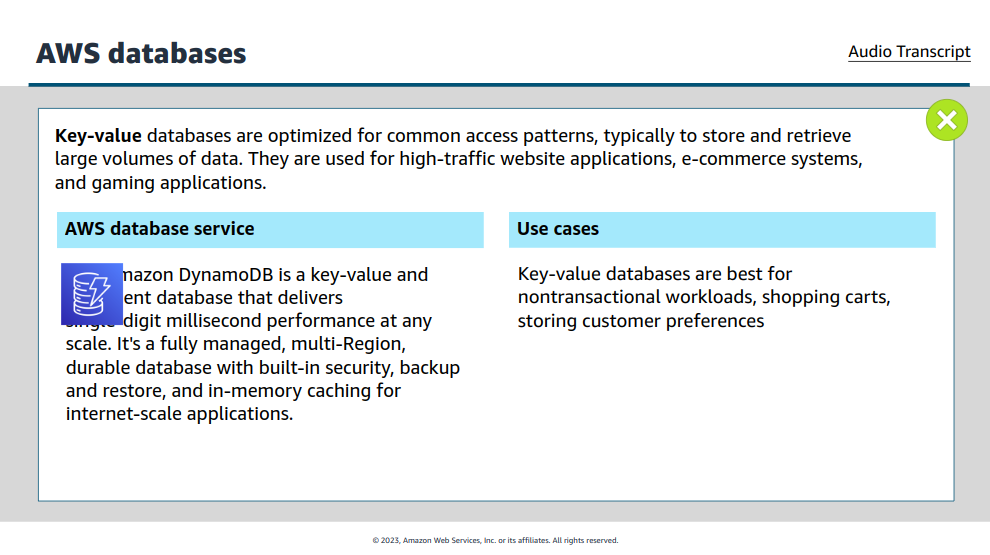 AWS databases
Audio Transcript
Key-value databases are optimized for common access patterns, typically to store and retrieve
large volumes of data. They are used for high-traffic website applications, e-commerce systems,
and gaming applications.
AWS database service
mazon DynamoDB is a key-value and
ent database that delivers
single-digit millisecond performance at any
scale. It's a fully managed, multi-Region,
durable database with built-in security, backup
and restore, and in-memory caching for
internet-scale applications.
Use cases
Key-value databases are best for
nontransactional workloads, shopping carts,
storing customer preferences
© 2023, Amazon Web Services, Inc. or its affiliates. All rights reserved.